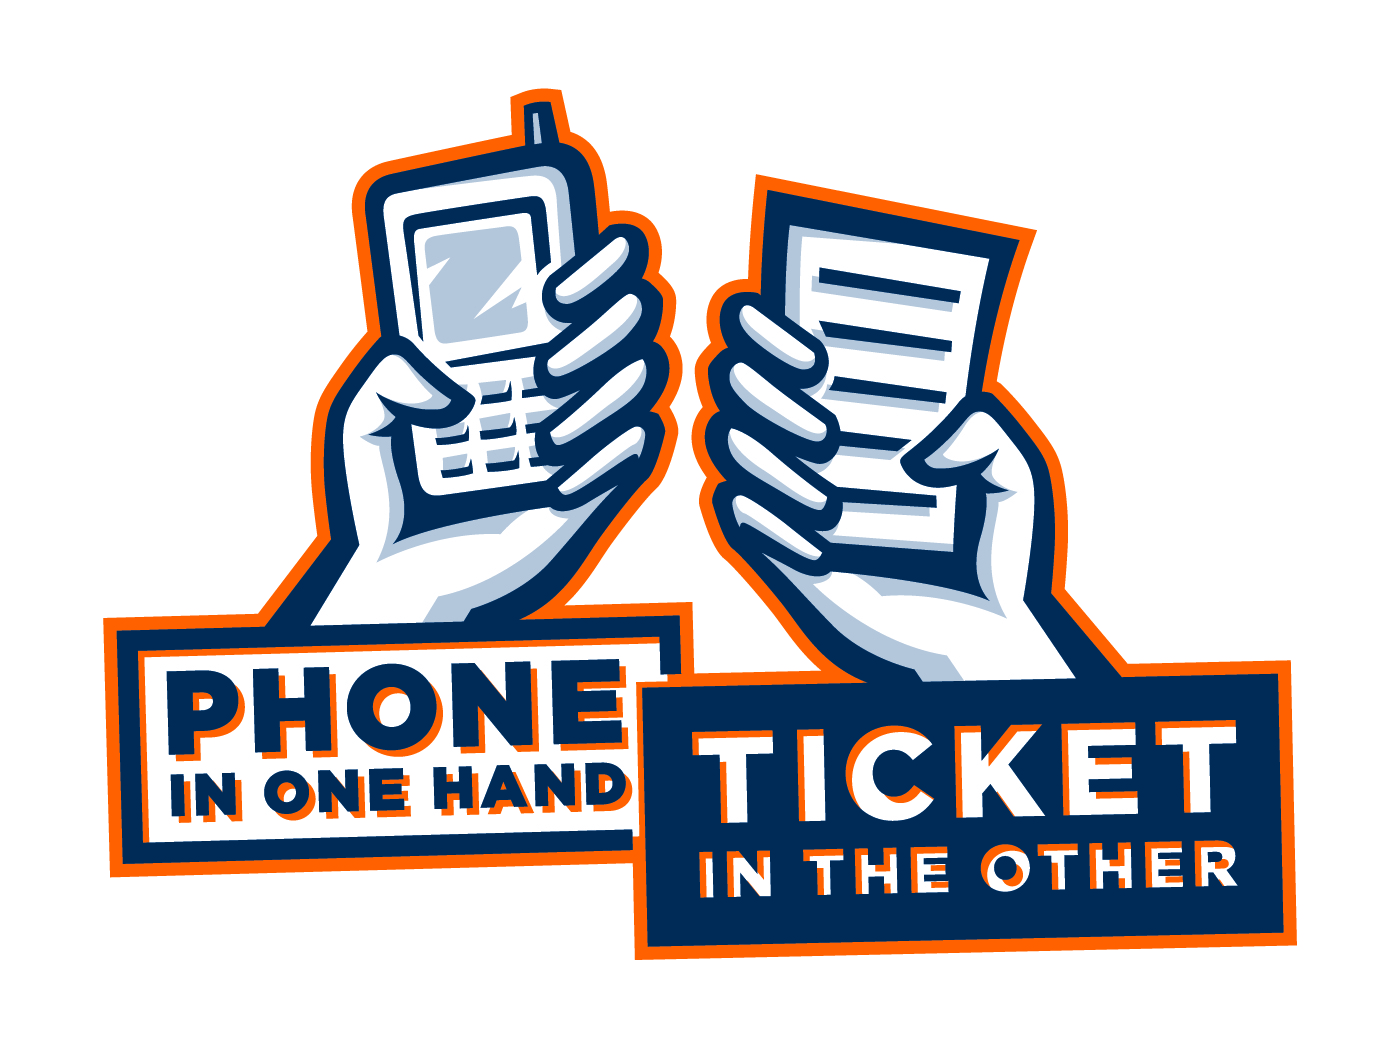 PHONE
IN ONE HAND
TICKET
IN THE OTHER